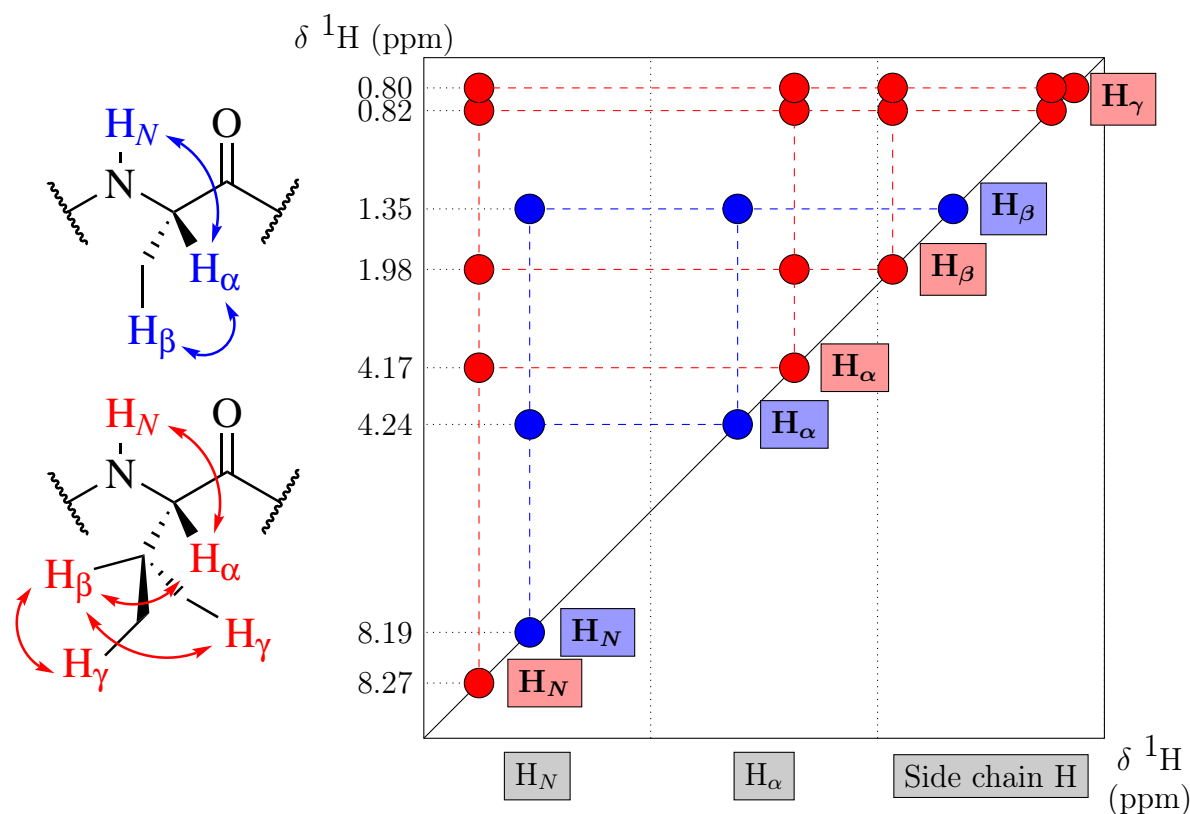 δ ¹H (ppm)
0.80
0.82
1.35
1.98
4.17
4.24
8.19
8.27
H_N
O
N
H_α
H_β
H_N
O
N
H_α
H_β
H_γ
H_γ
H_γ
H_β
H_β
H_α
H_α
H_N
H_N
H_N
H_α
Side chain H
δ ¹H
(ppm)